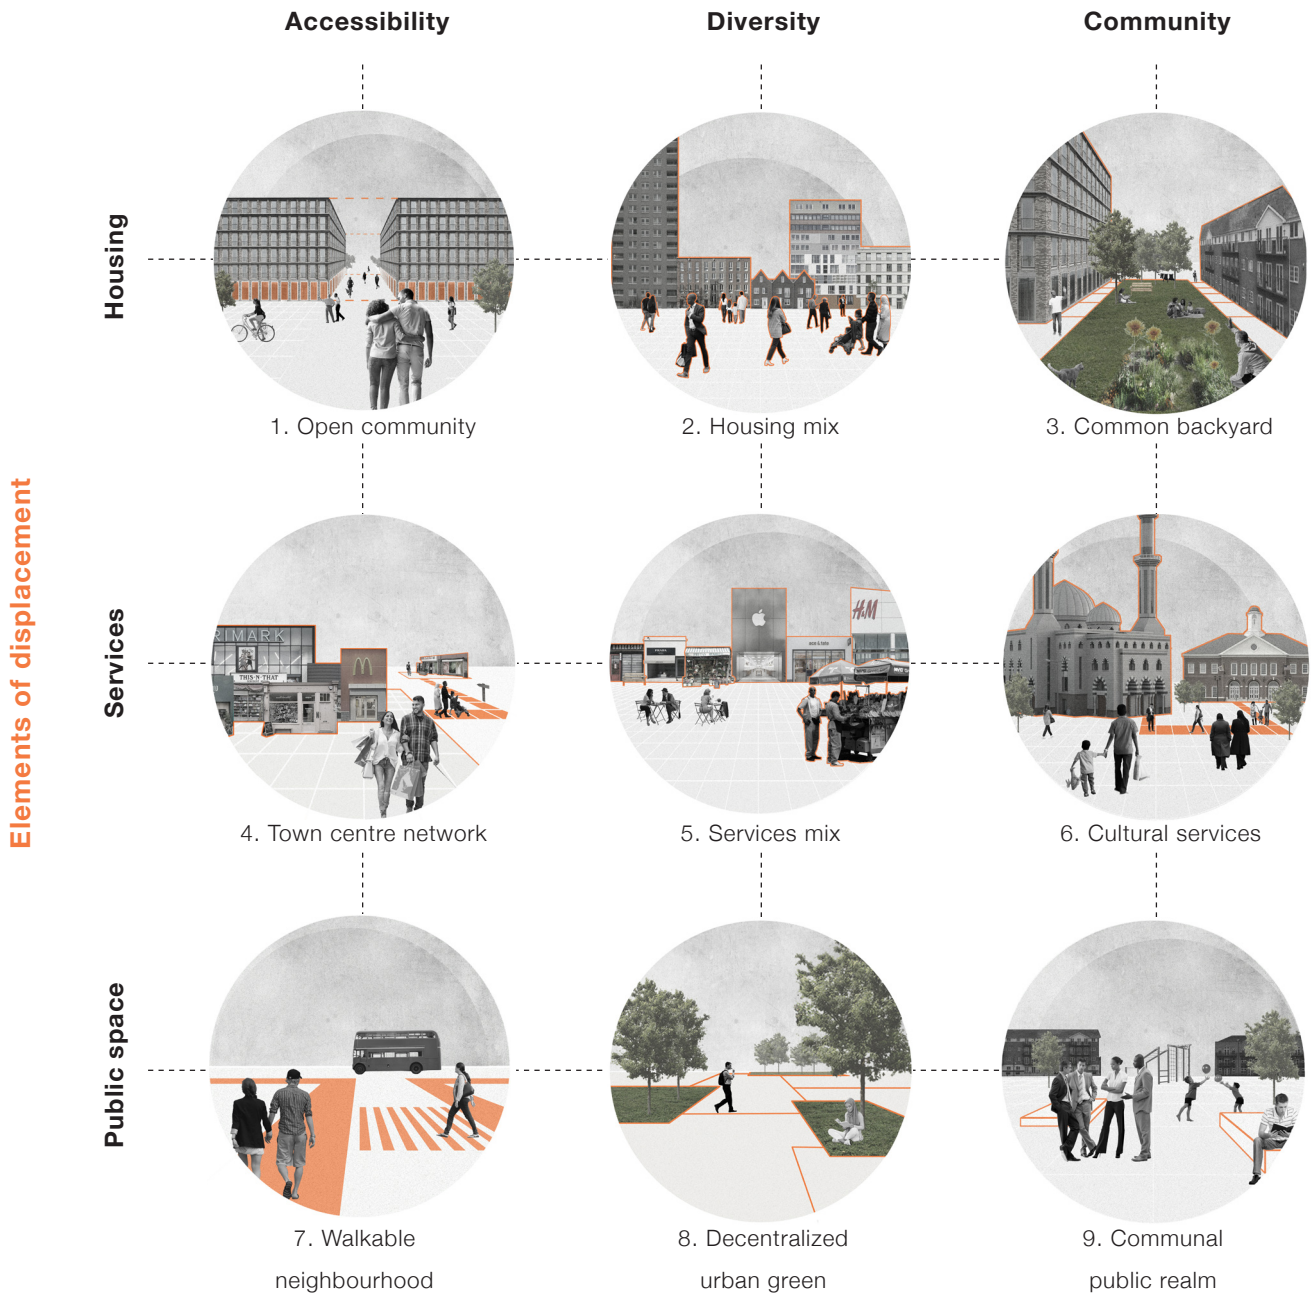 Accessibility
Diversity
Community
Elements of displacement
Housing
1. Open community
2. Housing mix
3. Common backyard
Services
RIMARK
THIS·N·THAT
H&M
4. Town centre network
5. Services mix
6. Cultural services
Public space
7. Walkable
neighbourhood
8. Decentralized
urban green
9. Communal
public realm